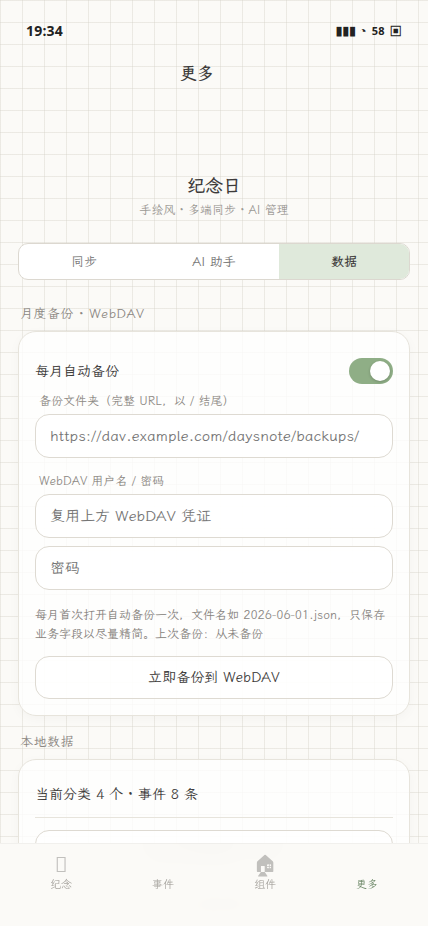 19:34
58
更多
纪念日
手绘风・多端同步・AI 管理
同步
AI 助手
数据
月度备份・WebDAV
每月自动备份
备份文件夹（完整 URL，以 / 结尾）
https://dav.example.com/daysnote/backups/
WebDAV 用户名 / 密码
复用上方 WebDAV 凭证
密码
每月首次打开自动备份一次，文件名如 2026-06-01.json，只保存
业务字段以尽量精简。上次备份：从未备份
立即备份到 WebDAV
本地数据
当前分类 4 个・事件 8 条
纪念
事件
组件
更多